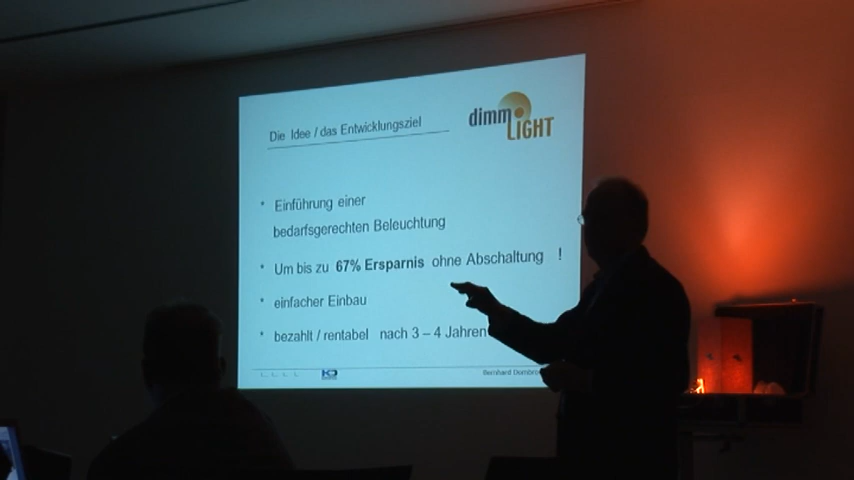 Die Idee / das Entwicklungsziel
dimm
LIGHT
* Einführung einer
bedarfsgerechten Beleuchtung
* Um bis zu 67% Ersparnis ohne Abschaltung !
* einfacher Einbau
* bezahlt / rentabel nach 3 – 4 Jahren
Bernhard